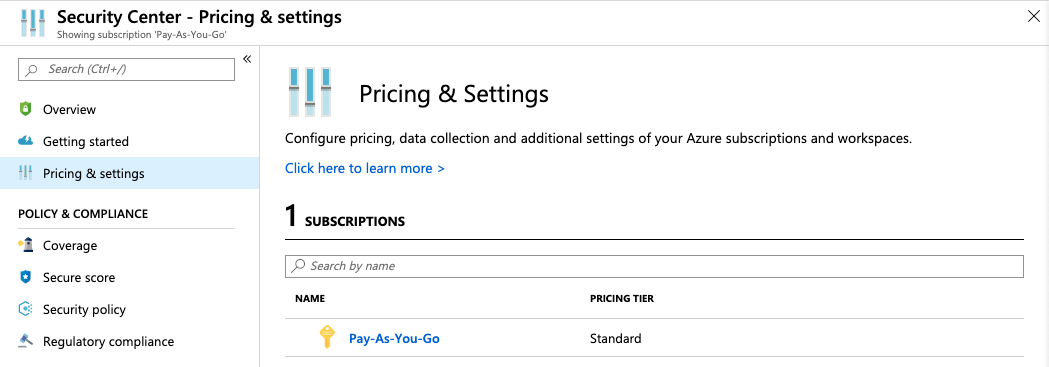 Security Center - Pricing & settings
Showing subscription 'Pay-As-You-Go'
Search (Ctrl+/)
«
Overview
Getting started
Pricing & settings
POLICY & COMPLIANCE
Coverage
Secure score
Security policy
Regulatory compliance
Pricing & Settings
Configure pricing, data collection and additional settings of your Azure subscriptions and workspaces.
Click here to learn more >
1 SUBSCRIPTIONS
Search by name
NAME PRICING TIER
Pay-As-You-Go Standard